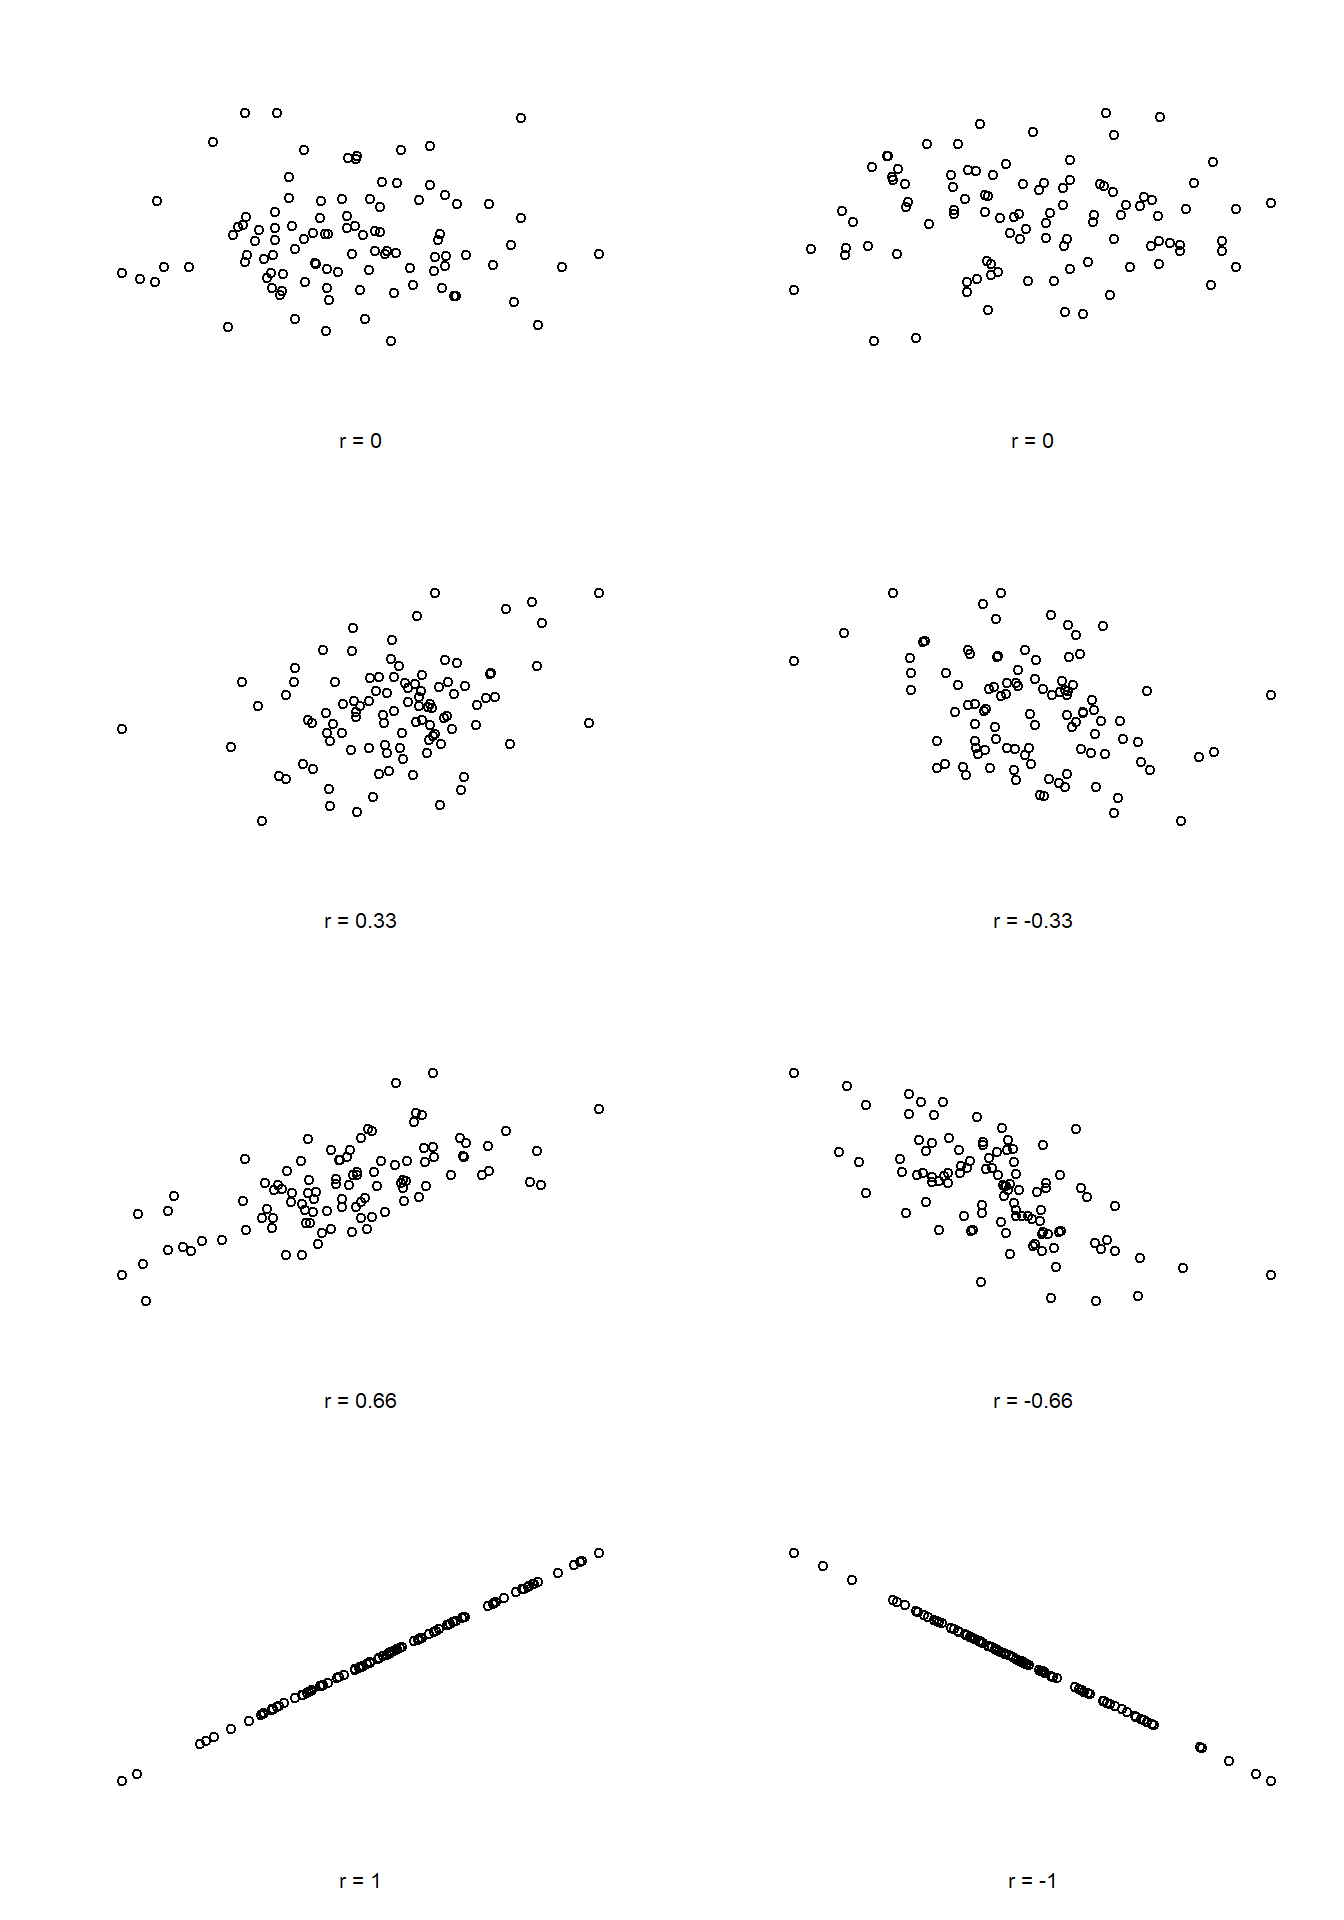 r = 0
r = 0
r = 0.33
r = -0.33
r = 0.66
r = -0.66
r = 1
r = -1